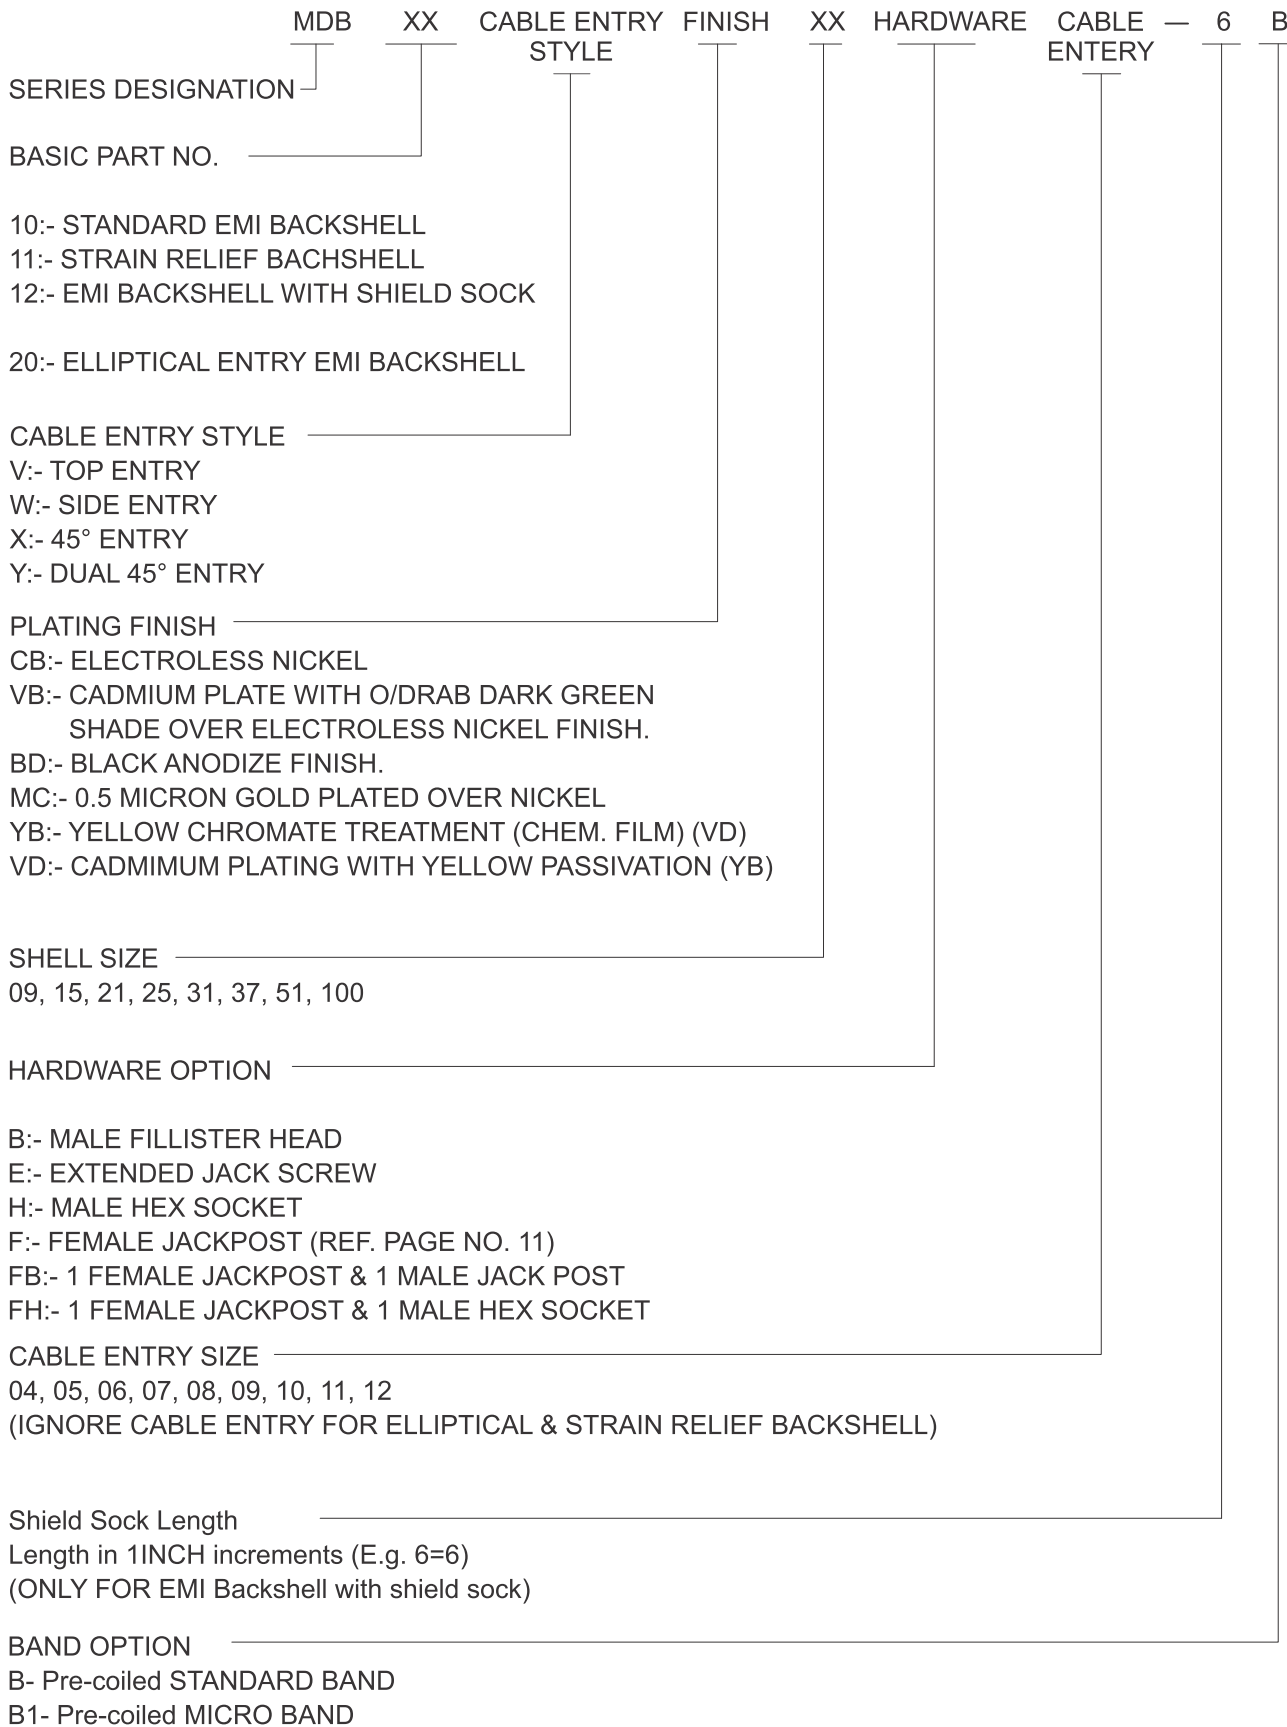 MDB XX CABLE ENTRY FINISH XX HARDWARE CABLE — 6 B
STYLE ENTERY
SERIES DESIGNATION
BASIC PART NO.
10:- STANDARD EMI BACKSHELL
11:- STRAIN RELIEF BACHSHELL
12:- EMI BACKSHELL WITH SHIELD SOCK
20:- ELLIPTICAL ENTRY EMI BACKSHELL
CABLE ENTRY STYLE
V:- TOP ENTRY
W:- SIDE ENTRY
X:- 45° ENTRY
Y:- DUAL 45° ENTRY
PLATING FINISH
CB:- ELECTROLESS NICKEL
VB:- CADMIUM PLATE WITH O/DRAB DARK GREEN
SHADE OVER ELECTROLESS NICKEL FINISH.
BD:- BLACK ANODIZE FINISH.
MC:- 0.5 MICRON GOLD PLATED OVER NICKEL
YB:- YELLOW CHROMATE TREATMENT (CHEM. FILM) (VD)
VD:- CADMIMUM PLATING WITH YELLOW PASSIVATION (YB)
SHELL SIZE
09, 15, 21, 25, 31, 37, 51, 100
HARDWARE OPTION
B:- MALE FILLISTER HEAD
E:- EXTENDED JACK SCREW
H:- MALE HEX SOCKET
F:- FEMALE JACKPOST (REF. PAGE NO. 11)
FB:- 1 FEMALE JACKPOST & 1 MALE JACK POST
FH:- 1 FEMALE JACKPOST & 1 MALE HEX SOCKET
CABLE ENTRY SIZE
04, 05, 06, 07, 08, 09, 10, 11, 12
(IGNORE CABLE ENTRY FOR ELLIPTICAL & STRAIN RELIEF BACKSHELL)
Shield Sock Length
Length in 1INCH increments (E.g. 6=6)
(ONLY FOR EMI Backshell with shield sock)
BAND OPTION
B- Pre-coiled STANDARD BAND
B1- Pre-coiled MICRO BAND